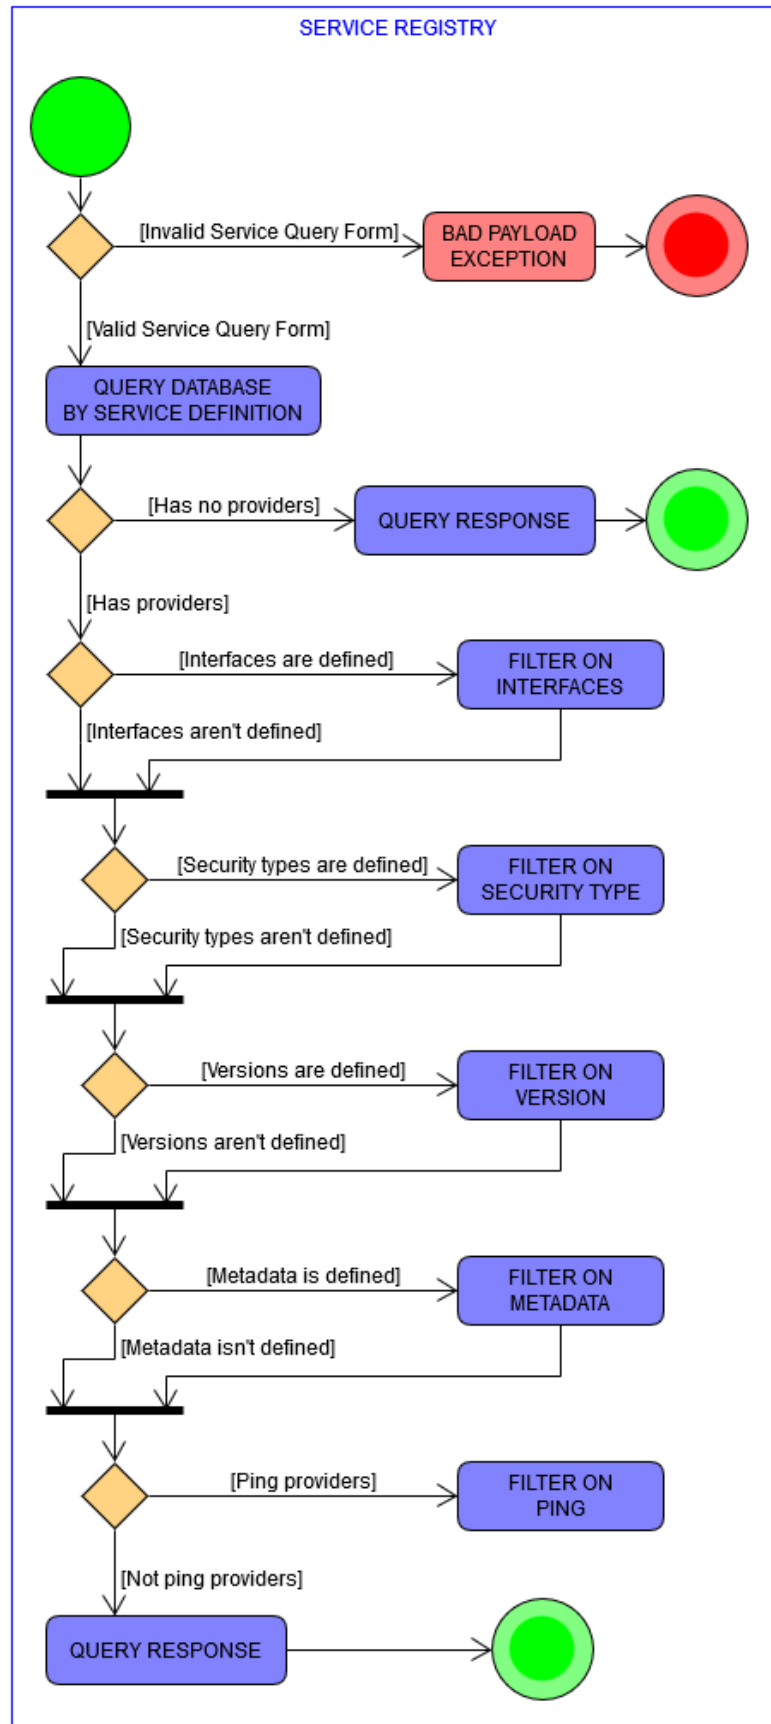 SERVICE REGISTRY
[Invalid Service Query Form]
BAD PAYLOAD
EXCEPTION
[Valid Service Query Form]
QUERY DATABASE
BY SERVICE DEFINITION
[Has no providers]
QUERY RESPONSE
[Has providers]
[Interfaces are defined]
FILTER ON
INTERFACES
[Interfaces aren't defined]
[Security types are defined]
FILTER ON
SECURITY TYPE
[Security types aren't defined]
[Versions are defined]
FILTER ON
VERSION
[Versions aren't defined]
[Metadata is defined]
FILTER ON
METADATA
[Metadata isn't defined]
[Ping providers]
FILTER ON
PING
[Not ping providers]
QUERY RESPONSE